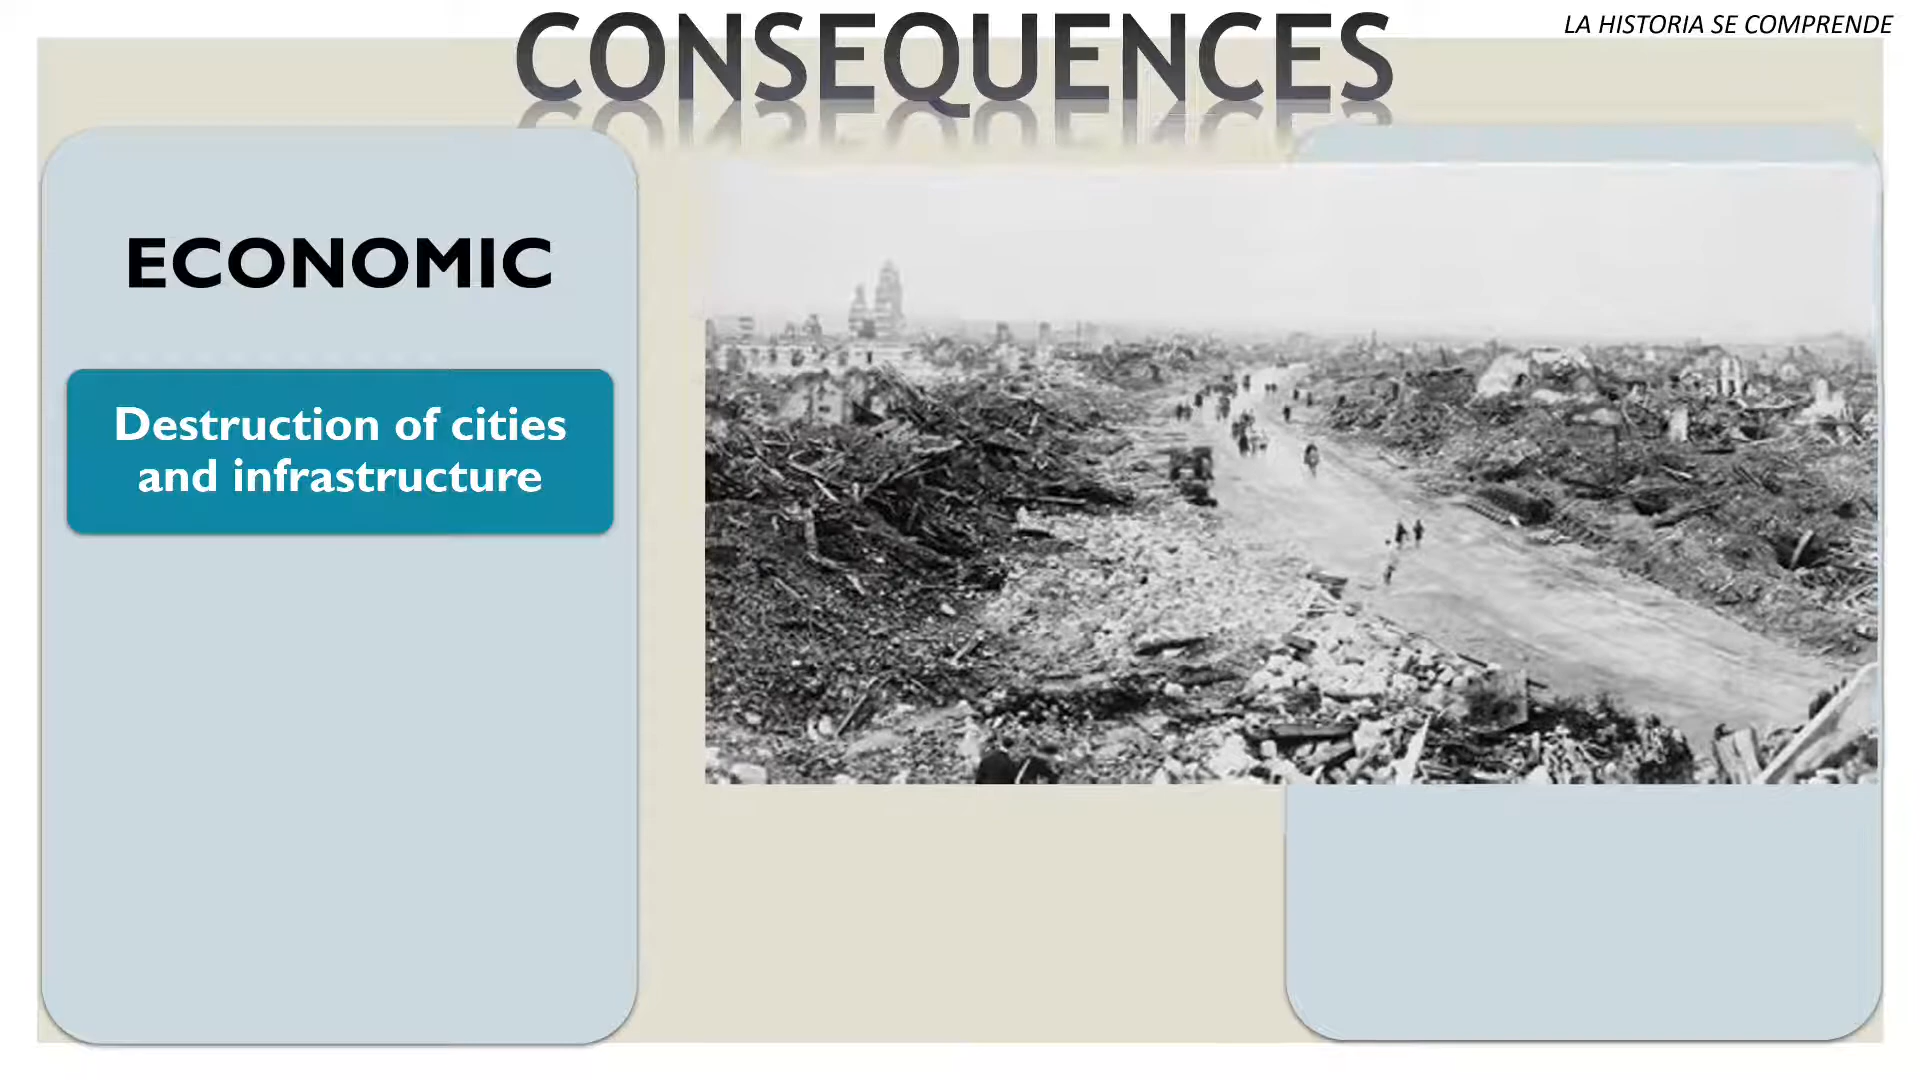 CONSEQUENCES
LA HISTORIA SE COMPRENDE
ECONOMIC
Destruction of cities
and infrastructure